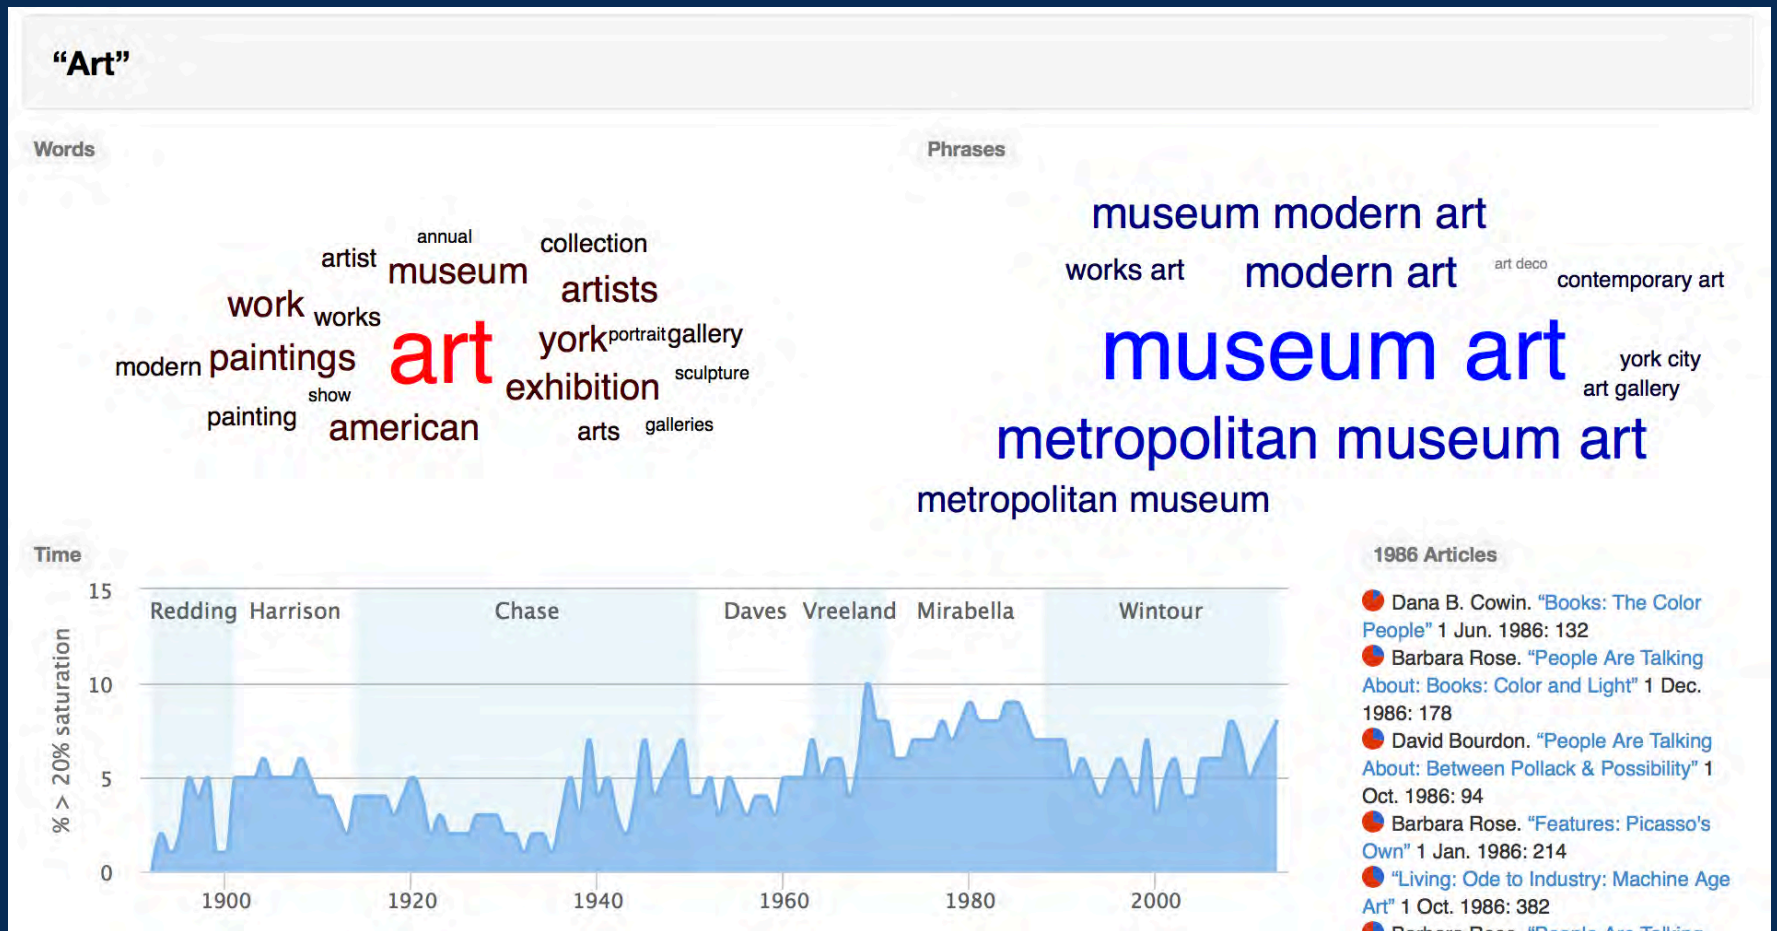 “Art”
Words
Phrases
annual
collection
artist
museum
artists
work
works
art
york
portrait
gallery
modern
paintings
exhibition
sculpture
show
painting
american
arts
galleries
museum modern art
works art
modern art
art deco
contemporary art
museum art
york city
art gallery
metropolitan museum art
metropolitan museum
Time
% > 20% saturation
15
10
5
0
Redding Harrison Chase Daves Vreeland Mirabella Wintour
1900 1920 1940 1960 1980 2000
1986 Articles
Dana B. Cowin. “Books: The Color
People” 1 Jun. 1986: 132
Barbara Rose. “People Are Talking
About: Books: Color and Light” 1 Dec.
1986: 178
David Bourdon. “People Are Talking
About: Between Pollack & Possibility” 1
Oct. 1986: 94
Barbara Rose. “Features: Picasso's
Own” 1 Jan. 1986: 214
“Living: Ode to Industry: Machine Age
Art” 1 Oct. 1986: 382
Barbara Rose. “People Are Talking